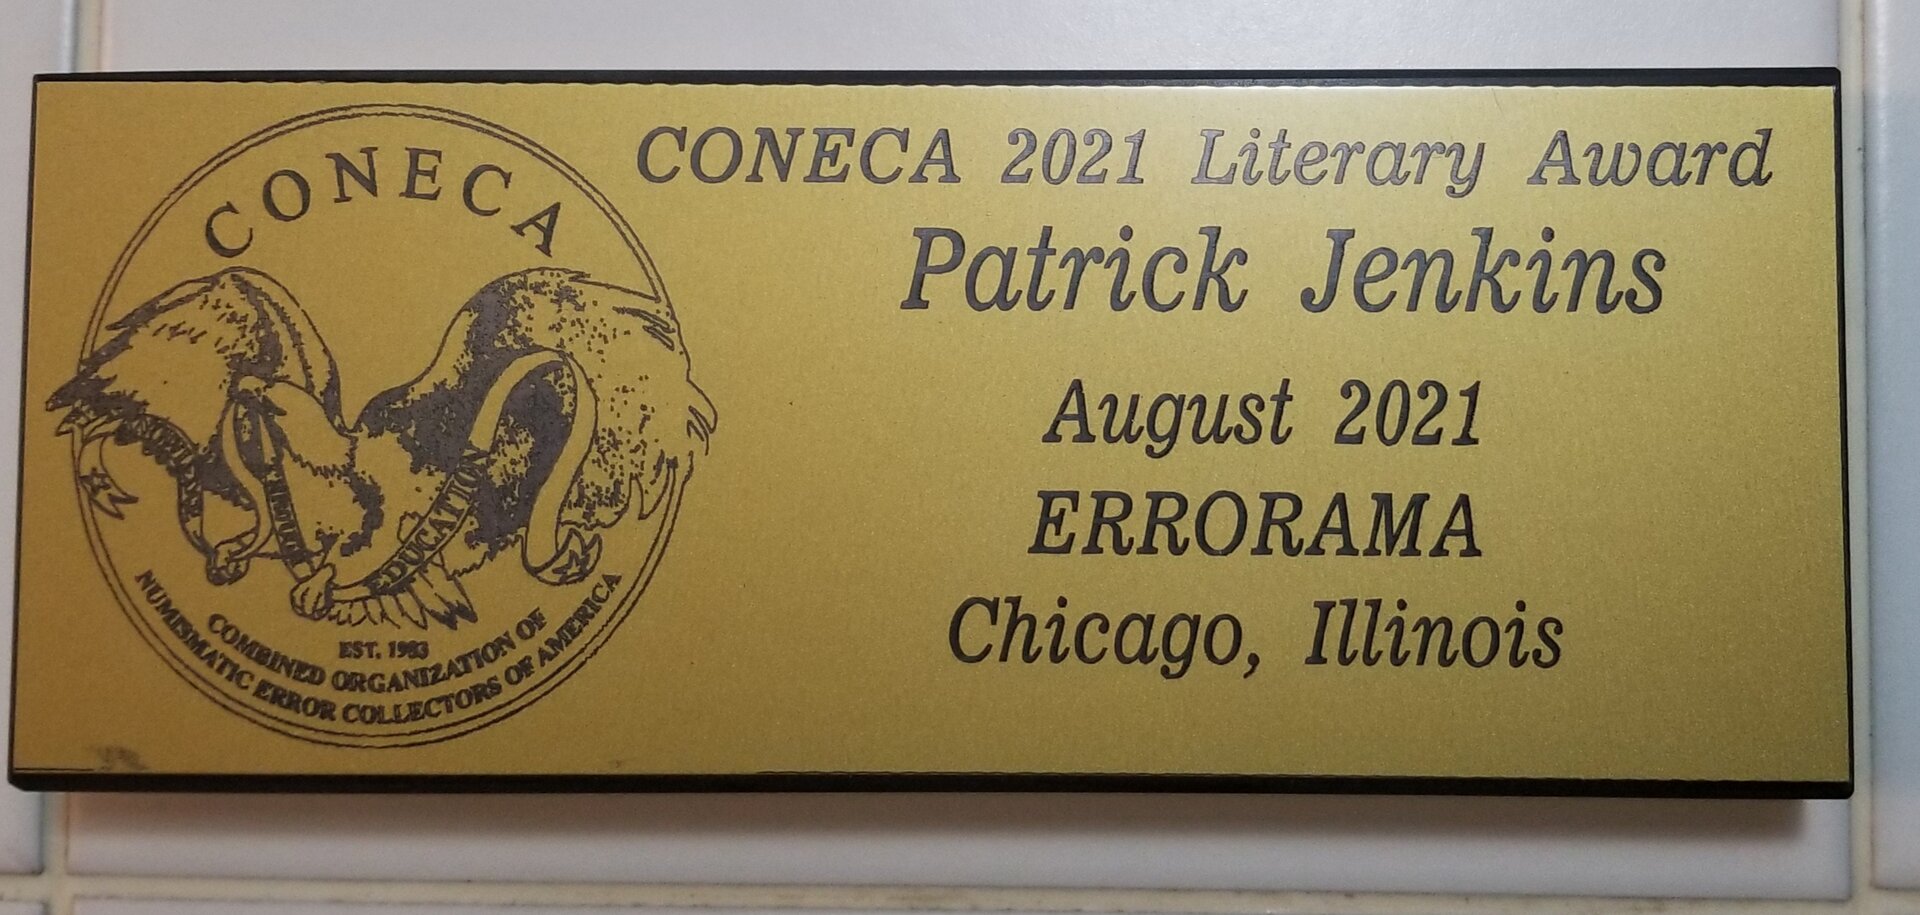 CONECA
EDUCATION
EST. 1983
COMBINED ORGANIZATION OF
NUMISMATIC ERROR COLLECTORS OF AMERICA
CONECA 2021 Literary Award
Patrick Jenkins
August 2021
ERRORAMA
Chicago, Illinois